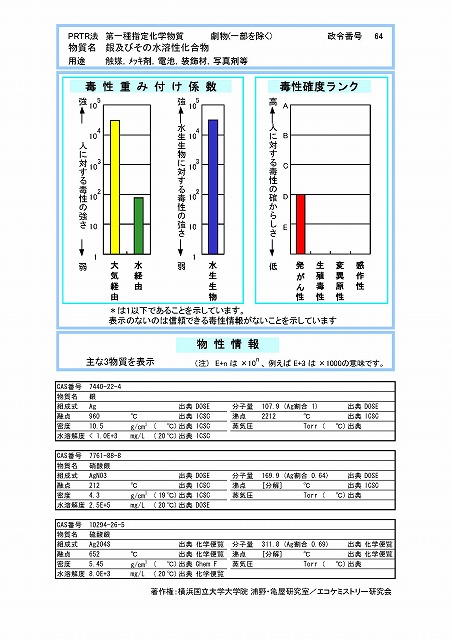 PRTR法 第一種指定化学物質 劇物(一部を除く) 政令番号 64
物質名 銀及びその水溶性化合物
用途 触媒, ﾒｯｷ剤, 電池, 装飾材, 写真剤等
毒性重み付け係数
強
人に対する毒性の強さ
弱
10^5
10^4
10^3
10^2
10
1
大気経由
水経由
強
水生生物に対する毒性の強さ
弱
10^5
10^4
10^3
10^2
10
1
水生生物
毒性確度ランク
高
人に対する毒性の確からしさ
低
A
B
C
D
E
発がん性
生殖毒性
変異原性
感作性
*は1以下であることを示しています。
表示のないのは信頼できる毒性情報がないことを示しています
物性情報
主な3物質を表示 （注）E+n は ×10^n 、例えば E+3 は ×1000の意味です。
CAS番号 7440-22-4
物質名 銀
組成式 Ag 出典 DOSE 分子量 107.9 (Ag割合 1) 出典 DOSE
融点 960 ℃ 出典 ICSC 沸点 2212 ℃ 出典 ICSC
密度 10.5 g/cm3 ( ℃) 出典 ICSC 蒸気圧 Torr ( ℃) 出典
水溶解度 < 1.0E+3 mg/L (20℃) 出典 ICSC
CAS番号 7761-88-8
物質名 硝酸銀
組成式 AgNO3 出典 DOSE 分子量 169.9 (Ag割合 0.64) 出典 DOSE
融点 212 ℃ 出典 ICSC 沸点 [分解] ℃ 出典 ICSC
密度 4.3 g/cm3 (19℃) 出典 ICSC 蒸気圧 Torr ( ℃) 出典
水溶解度 2.5E+5 mg/L (20℃) 出典 DOSE
CAS番号 10294-26-5
物質名 硫酸銀
組成式 Ag2O4S 出典 化学便覧 分子量 311.8 (Ag割合 0.69) 出典 化学便覧
融点 652 ℃ 出典 化学便覧 沸点 [分解] ℃ 出典 化学便覧
密度 5.45 g/cm3 ( ℃) 出典 Chem F 蒸気圧 Torr ( ℃) 出典
水溶解度 8.0E+3 mg/L (20℃) 出典 化学便覧
著作権：横浜国立大学大学院 浦野・亀屋研究室／エコケミストリー研究会